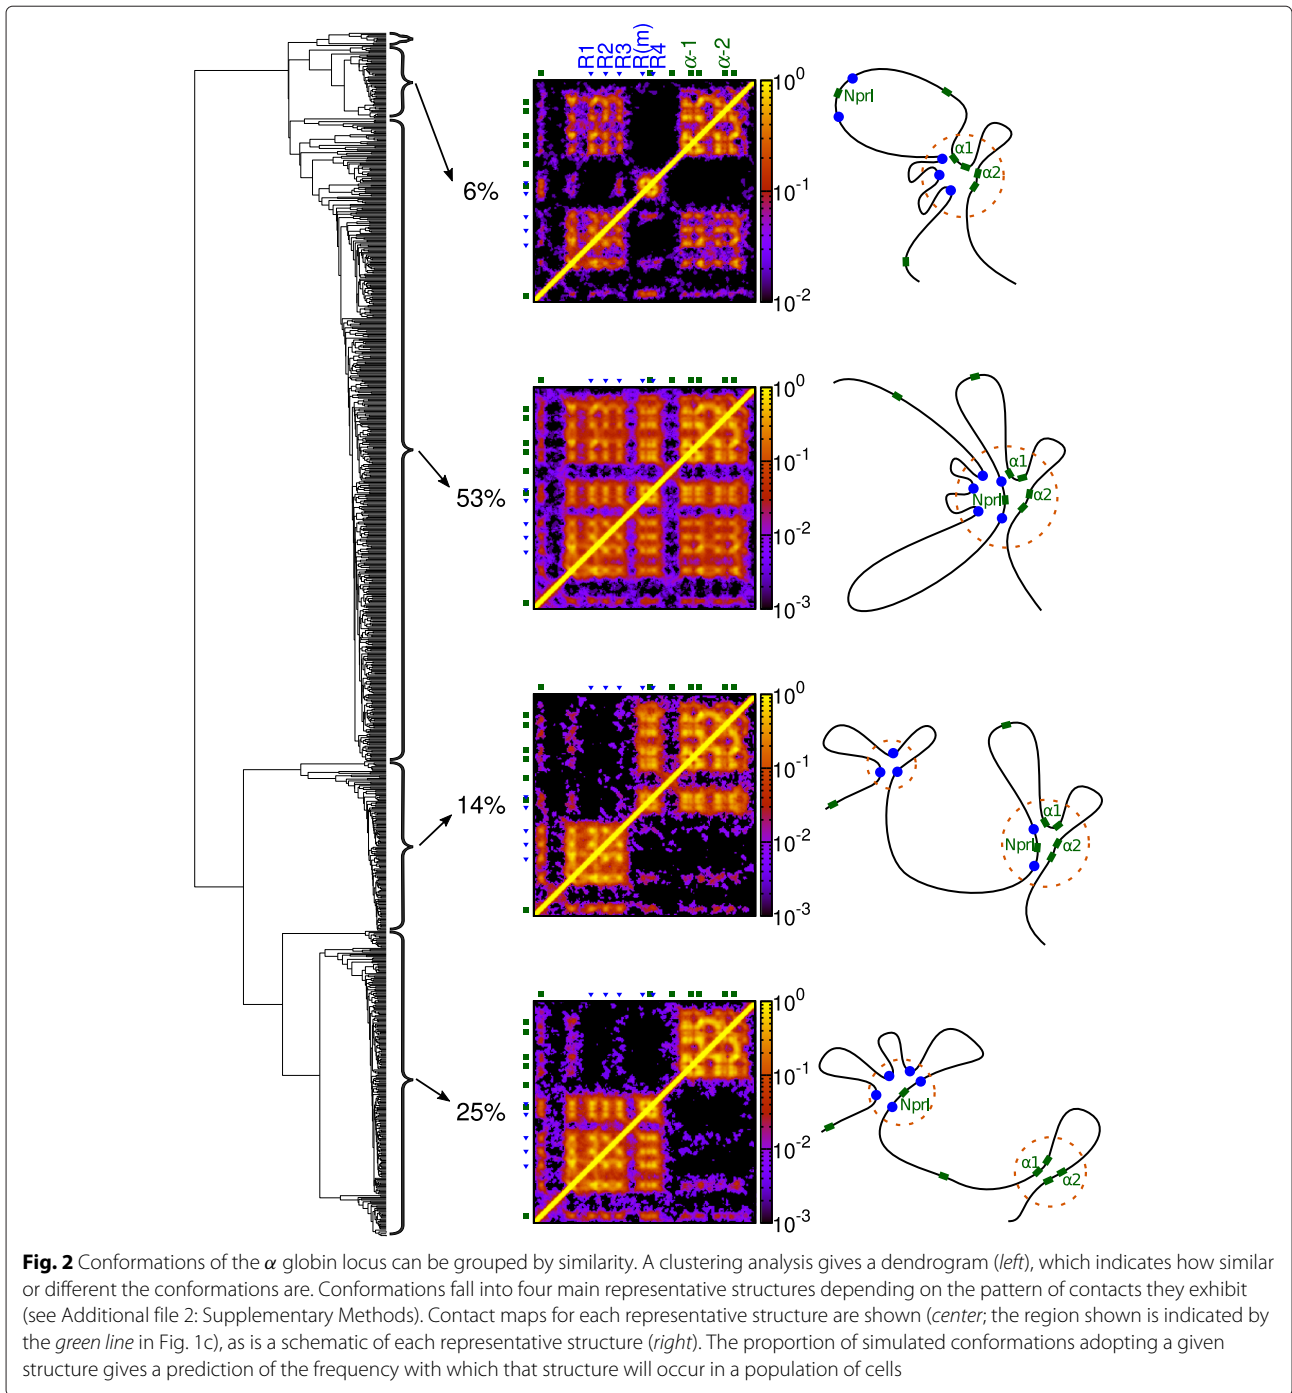 R1 R2 R3 R(m) R4 α-1 α-2
10^0
10^-1
10^-2
6%
Nprl
α1
α2
10^0
10^-1
10^-2
10^-3
53%
α1
Nprl
α2
10^0
10^-1
10^-2
10^-3
14%
α1
Nprl
α2
10^0
10^-1
10^-2
10^-3
25%
Nprl
α1
α2
Fig. 2 Conformations of the α globin locus can be grouped by similarity. A clustering analysis gives a dendrogram (left), which indicates how similar
or different the conformations are. Conformations fall into four main representative structures depending on the pattern of contacts they exhibit
(see Additional file 2: Supplementary Methods). Contact maps for each representative structure are shown (center; the region shown is indicated by
the green line in Fig. 1c), as is a schematic of each representative structure (right). The proportion of simulated conformations adopting a given
structure gives a prediction of the frequency with which that structure will occur in a population of cells